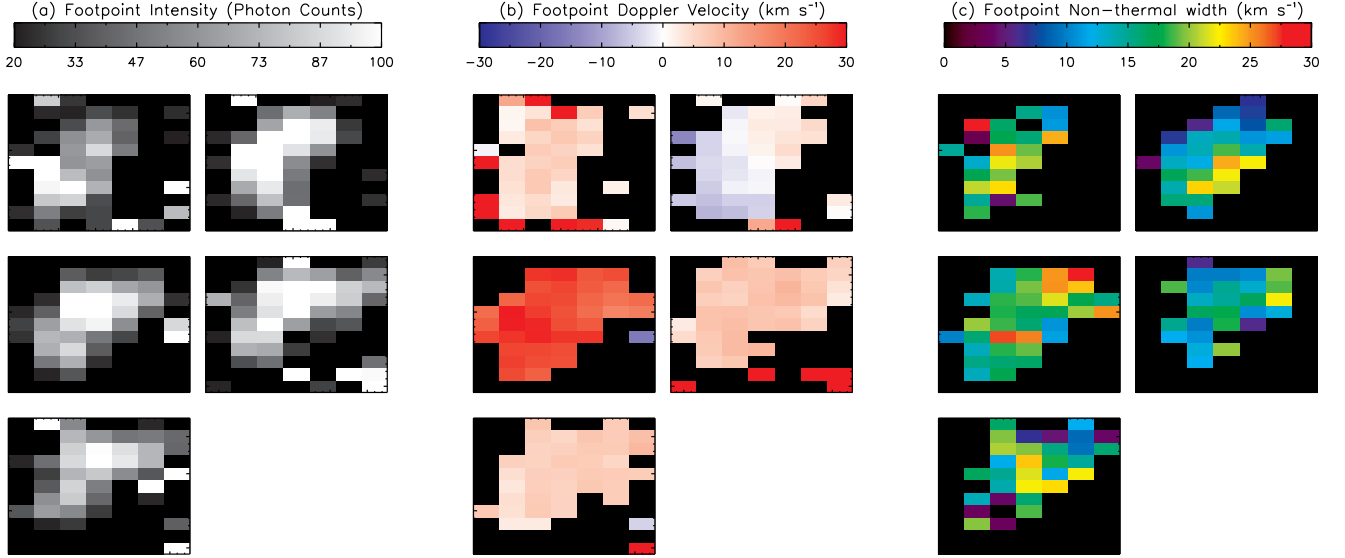 (a) Footpoint Intensity (Photon Counts)
20 33 47 60 73 87 100
(b) Footpoint Doppler Velocity (km s⁻¹)
-30 -20 -10 0 10 20 30
(c) Footpoint Non-thermal width (km s⁻¹)
0 5 10 15 20 25 30